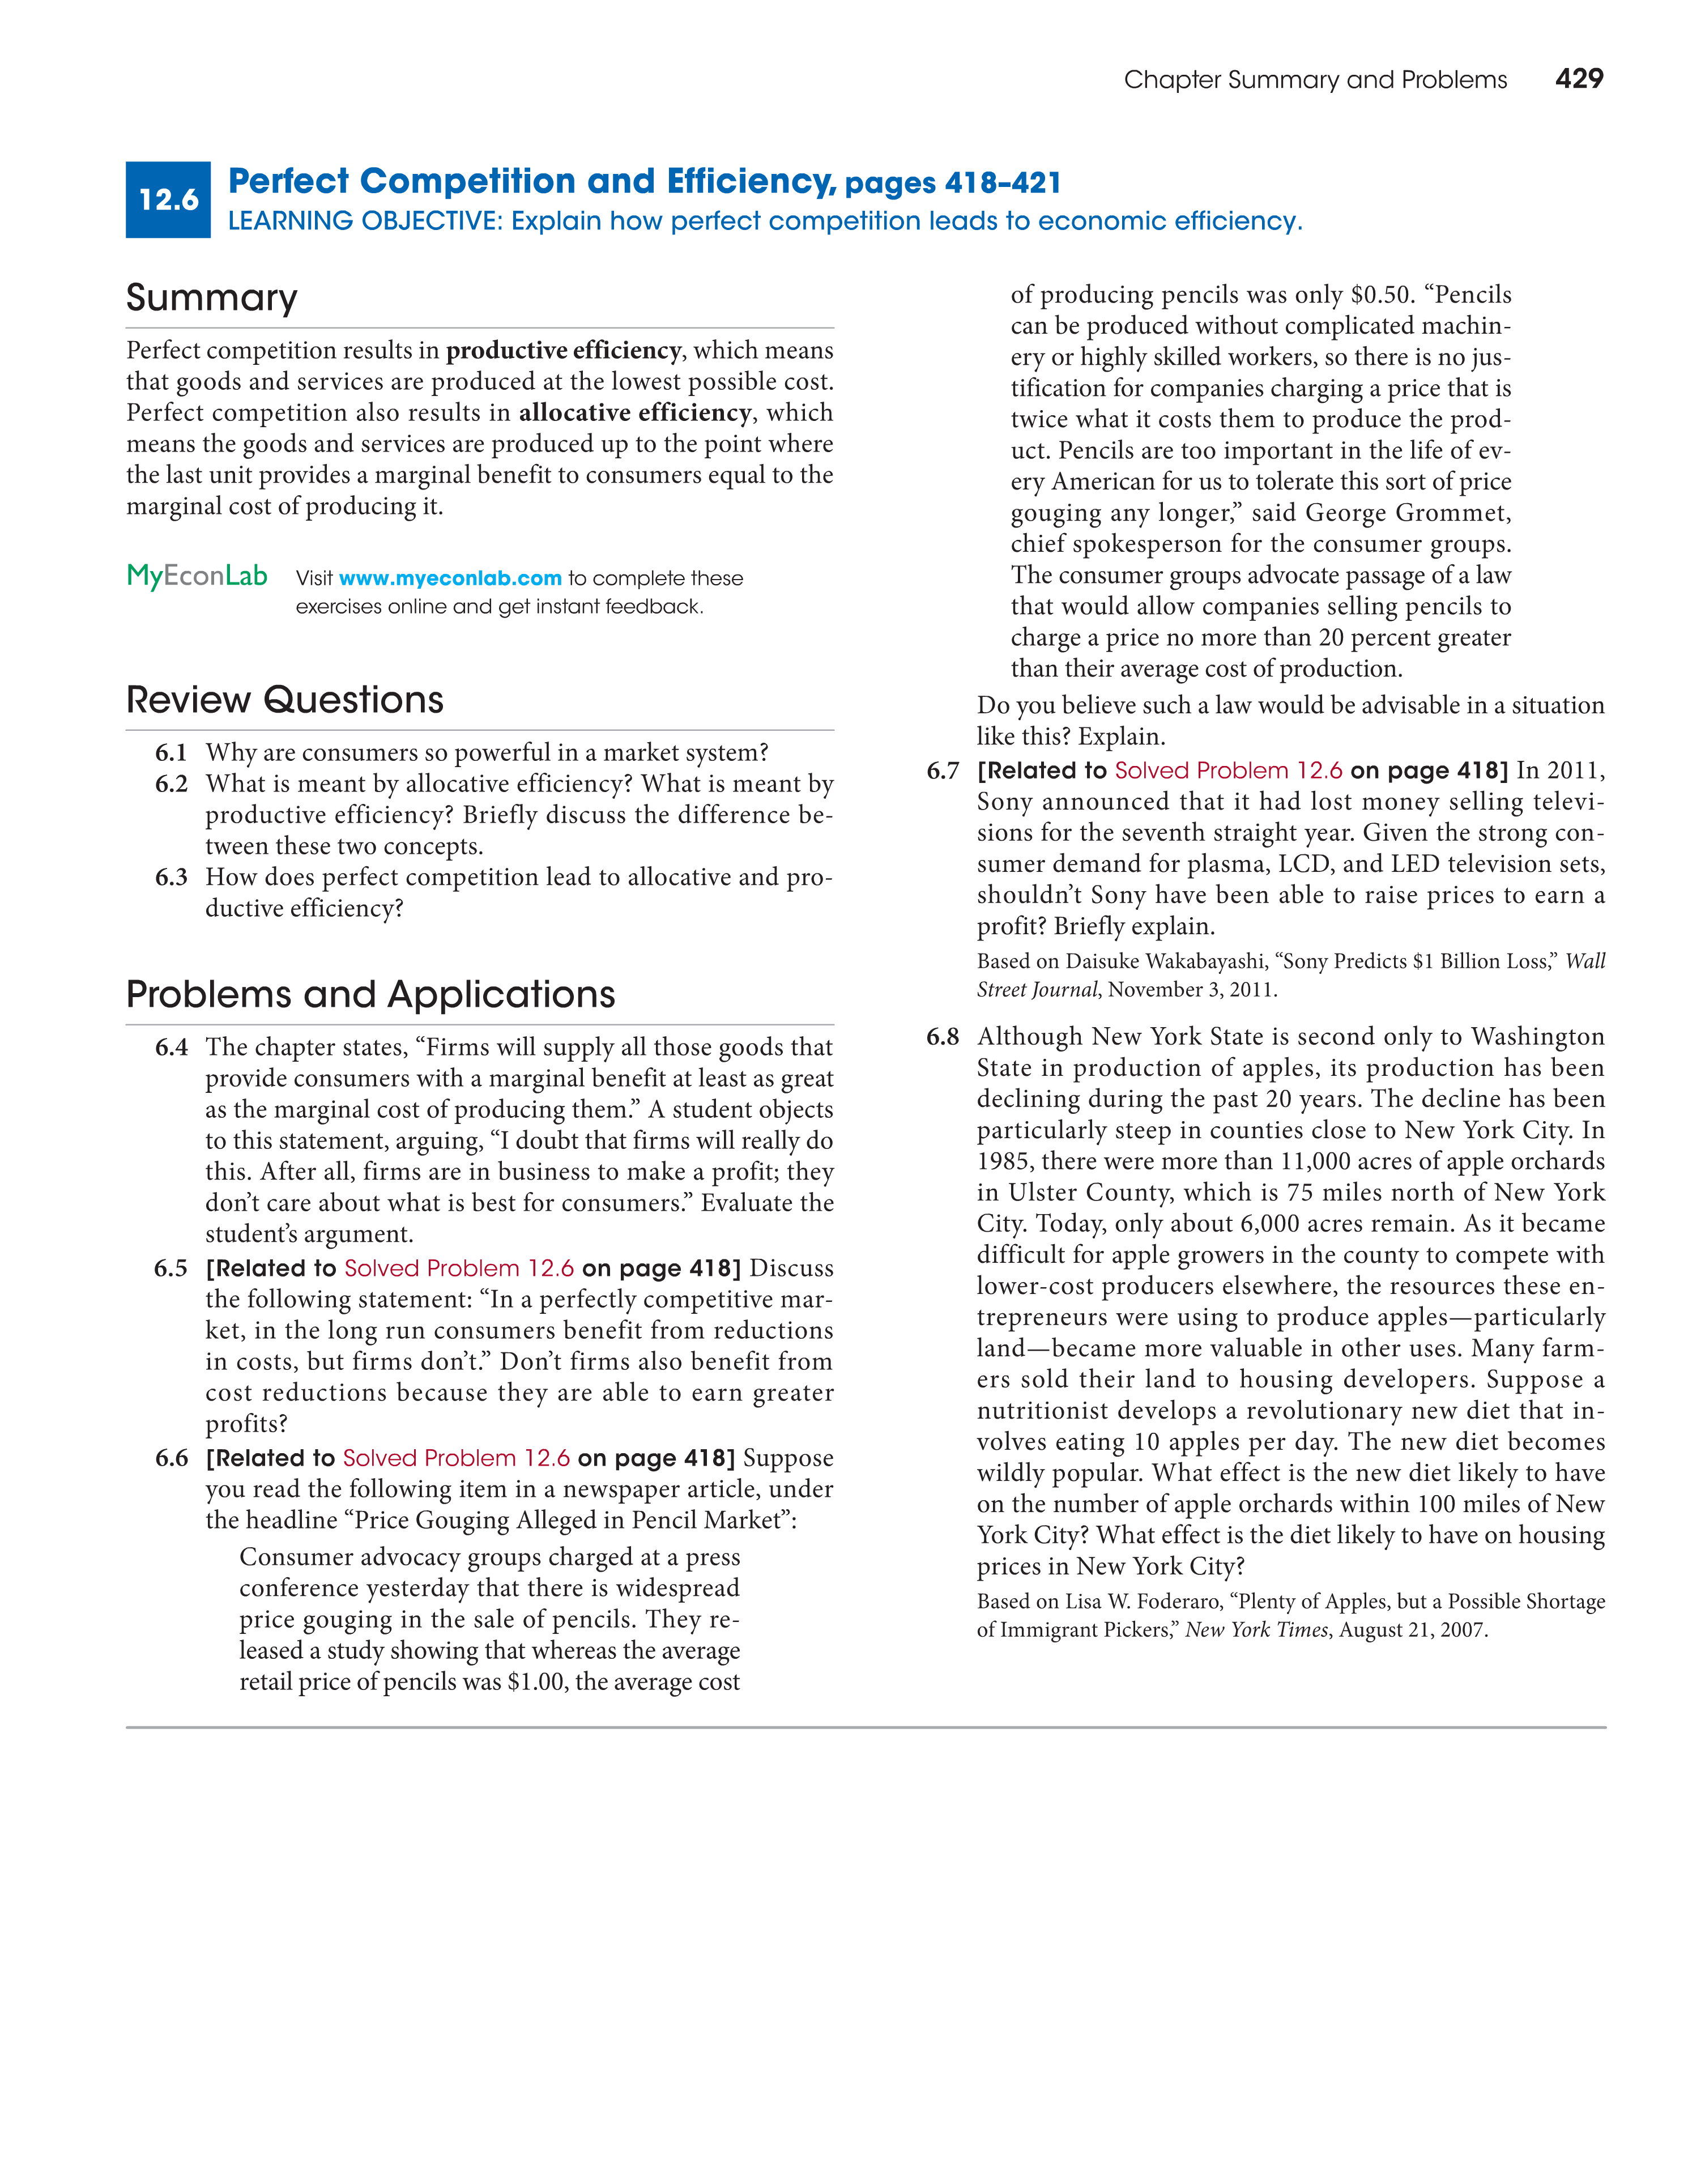 Chapter Summary and Problems 429
12.6
Perfect Competition and Efficiency, pages 418–421
LEARNING OBJECTIVE: Explain how perfect competition leads to economic efficiency.
Summary
Perfect competition results in productive efficiency, which means
that goods and services are produced at the lowest possible cost.
Perfect competition also results in allocative efficiency, which
means the goods and services are produced up to the point where
the last unit provides a marginal benefit to consumers equal to the
marginal cost of producing it.
MyEconLab Visit www.myeconlab.com to complete these
exercises online and get instant feedback.
Review Questions
6.1 Why are consumers so powerful in a market system?
6.2 What is meant by allocative efficiency? What is meant by
productive efficiency? Briefly discuss the difference be-
tween these two concepts.
6.3 How does perfect competition lead to allocative and pro-
ductive efficiency?
Problems and Applications
6.4 The chapter states, “Firms will supply all those goods that
provide consumers with a marginal benefit at least as great
as the marginal cost of producing them.” A student objects
to this statement, arguing, “I doubt that firms will really do
this. After all, firms are in business to make a profit; they
don’t care about what is best for consumers.” Evaluate the
student’s argument.
6.5 [Related to Solved Problem 12.6 on page 418] Discuss
the following statement: “In a perfectly competitive mar-
ket, in the long run consumers benefit from reductions
in costs, but firms don’t.” Don’t firms also benefit from
cost reductions because they are able to earn greater
profits?
6.6 [Related to Solved Problem 12.6 on page 418] Suppose
you read the following item in a newspaper article, under
the headline “Price Gouging Alleged in Pencil Market”:
Consumer advocacy groups charged at a press
conference yesterday that there is widespread
price gouging in the sale of pencils. They re-
leased a study showing that whereas the average
retail price of pencils was $1.00, the average cost
of producing pencils was only $0.50. “Pencils
can be produced without complicated machin-
ery or highly skilled workers, so there is no jus-
tification for companies charging a price that is
twice what it costs them to produce the prod-
uct. Pencils are too important in the life of ev-
ery American for us to tolerate this sort of price
gouging any longer,” said George Grommet,
chief spokesperson for the consumer groups.
The consumer groups advocate passage of a law
that would allow companies selling pencils to
charge a price no more than 20 percent greater
than their average cost of production.
Do you believe such a law would be advisable in a situation
like this? Explain.
6.7 [Related to Solved Problem 12.6 on page 418] In 2011,
Sony announced that it had lost money selling televi-
sions for the seventh straight year. Given the strong con-
sumer demand for plasma, LCD, and LED television sets,
shouldn’t Sony have been able to raise prices to earn a
profit? Briefly explain.
Based on Daisuke Wakabayashi, “Sony Predicts $1 Billion Loss,” Wall
Street Journal, November 3, 2011.
6.8 Although New York State is second only to Washington
State in production of apples, its production has been
declining during the past 20 years. The decline has been
particularly steep in counties close to New York City. In
1985, there were more than 11,000 acres of apple orchards
in Ulster County, which is 75 miles north of New York
City. Today, only about 6,000 acres remain. As it became
difficult for apple growers in the county to compete with
lower-cost producers elsewhere, the resources these en-
trepreneurs were using to produce apples—particularly
land—became more valuable in other uses. Many farm-
ers sold their land to housing developers. Suppose a
nutritionist develops a revolutionary new diet that in-
volves eating 10 apples per day. The new diet becomes
wildly popular. What effect is the new diet likely to have
on the number of apple orchards within 100 miles of New
York City? What effect is the diet likely to have on housing
prices in New York City?
Based on Lisa W. Foderaro, “Plenty of Apples, but a Possible Shortage
of Immigrant Pickers,” New York Times, August 21, 2007.